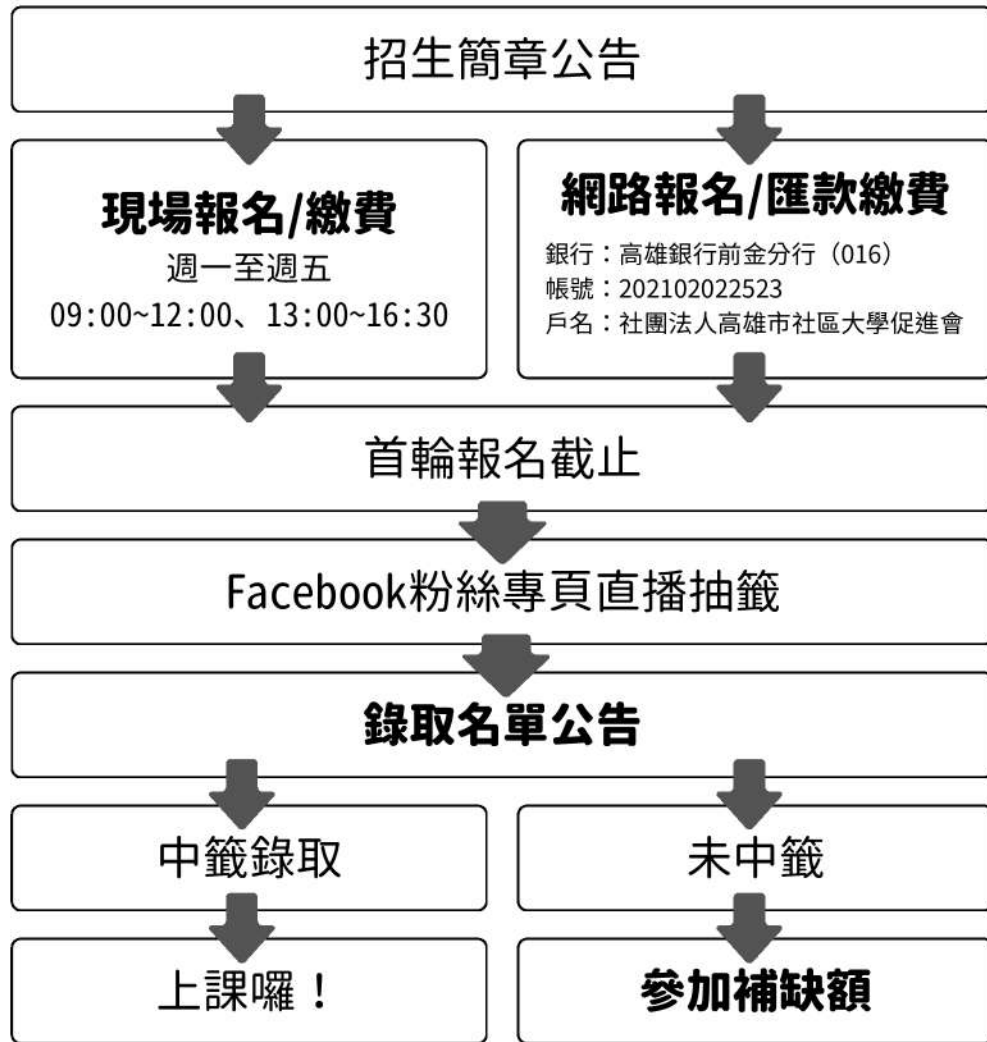 招生簡章公告
現場報名/繳費
週一至週五
09:00~12:00、13:00~16:30
網路報名/匯款繳費
銀行：高雄銀行前金分行（016）
帳號：202102022523
戶名：社團法人高雄市社區大學促進會
首輪報名截止
Facebook粉絲專頁直播抽籤
錄取名單公告
中籤錄取
未中籤
上課囉！
參加補缺額